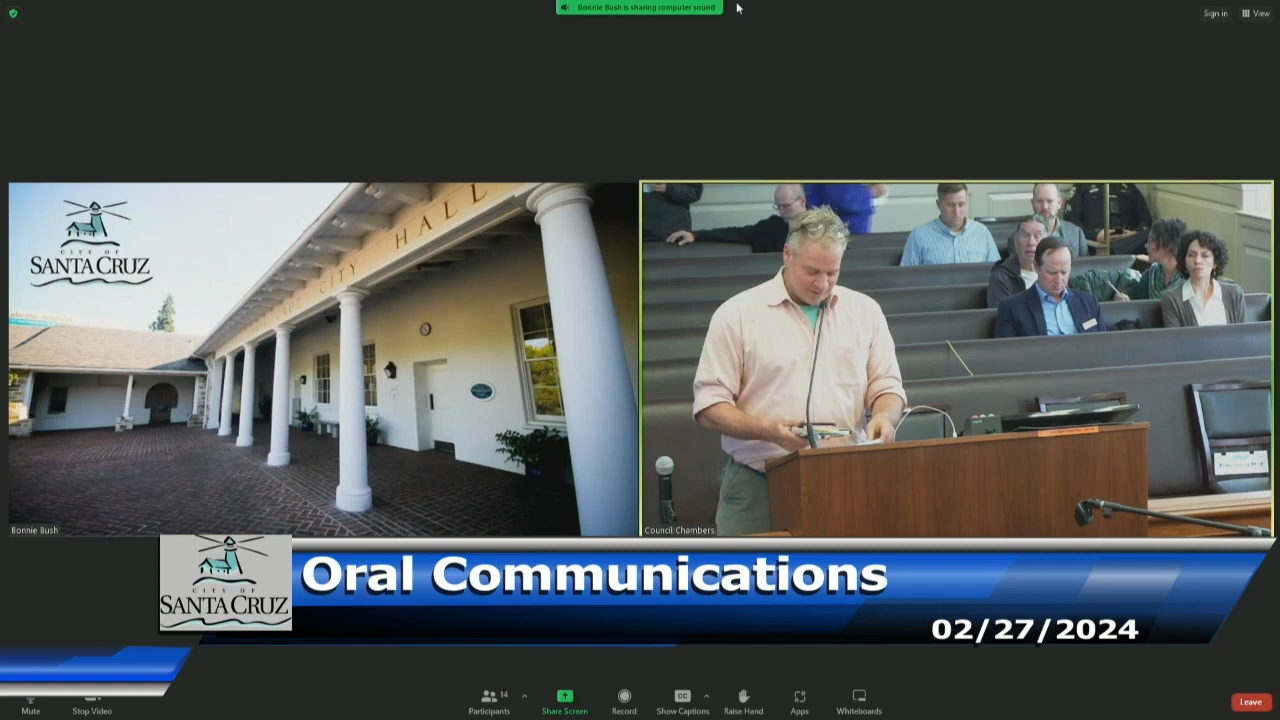 Bonnie Bush is sharing computer sound
Sign in
View
CITY OF
SANTA CRUZ
CITY HALL
Bonnie Bush
Council Chambers
CITY OF
SANTA CRUZ
Oral Communications
02/27/2024
Mute
Stop Video
Participants
14
Share Screen
Record
CC
Show Captions
Raise Hand
Apps
Whiteboards
Leave